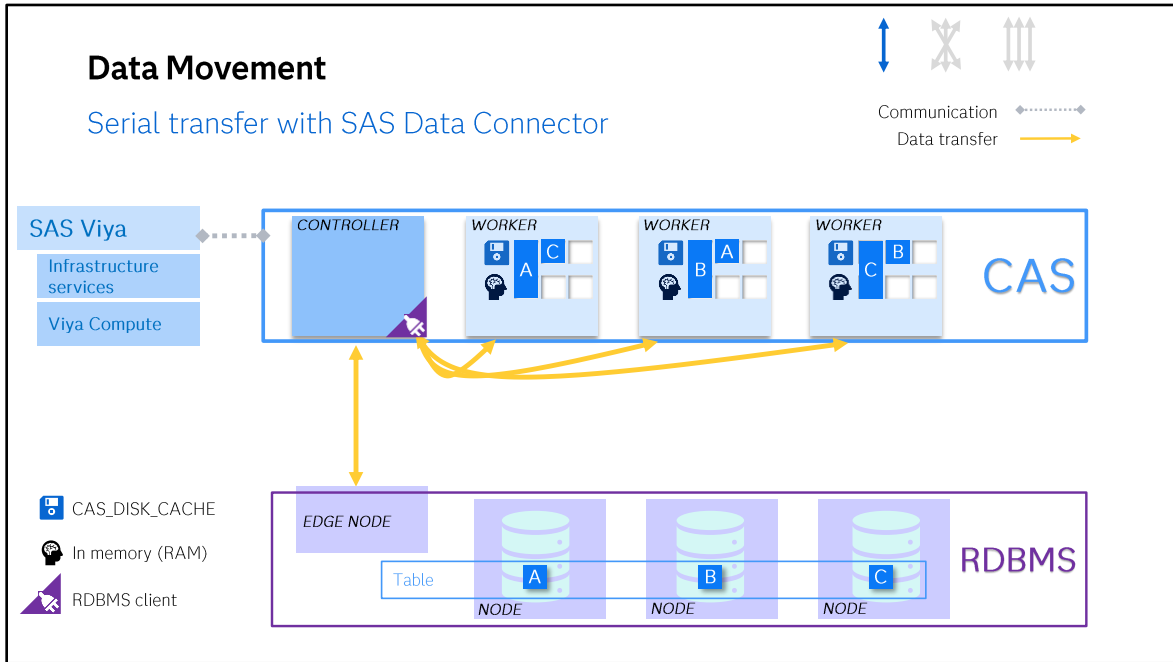 Data Movement
Serial transfer with SAS Data Connector
Communication
Data transfer
SAS Viya
Infrastructure
services
Viya Compute
CONTROLLER
WORKER
A
C
WORKER
B
A
WORKER
C
B
CAS
CAS_DISK_CACHE
In memory (RAM)
RDBMS client
EDGE NODE
Table
A
B
C
NODE
NODE
NODE
RDBMS